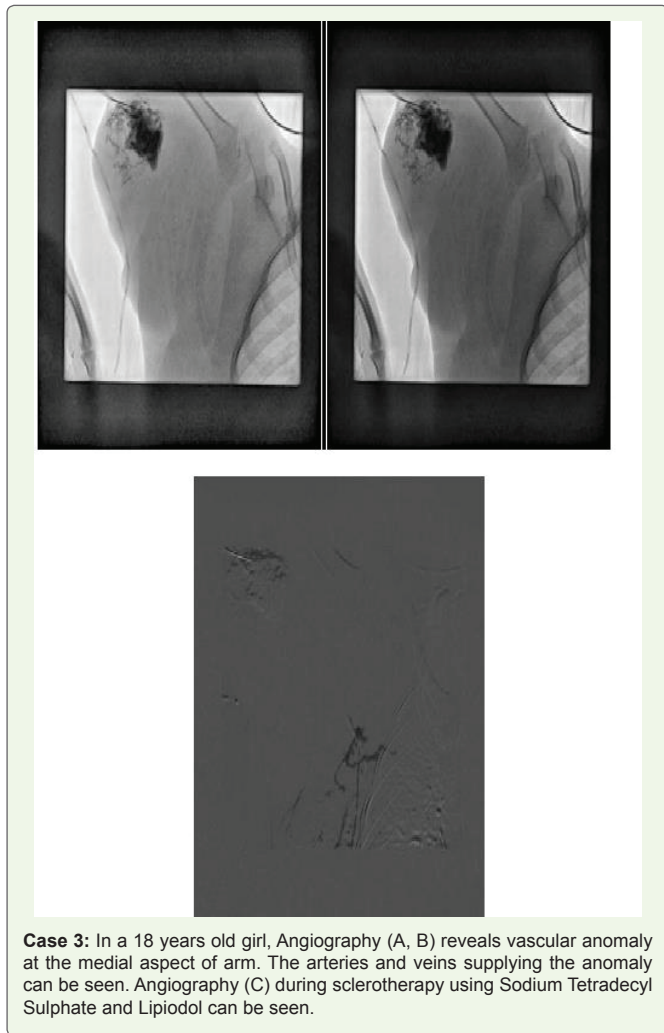 Case 3: In a 18 years old girl, Angiography (A, B) reveals vascular anomaly
at the medial aspect of arm. The arteries and veins supplying the anomaly
can be seen. Angiography (C) during sclerotherapy using Sodium Tetradecyl
Sulphate and Lipiodol can be seen.